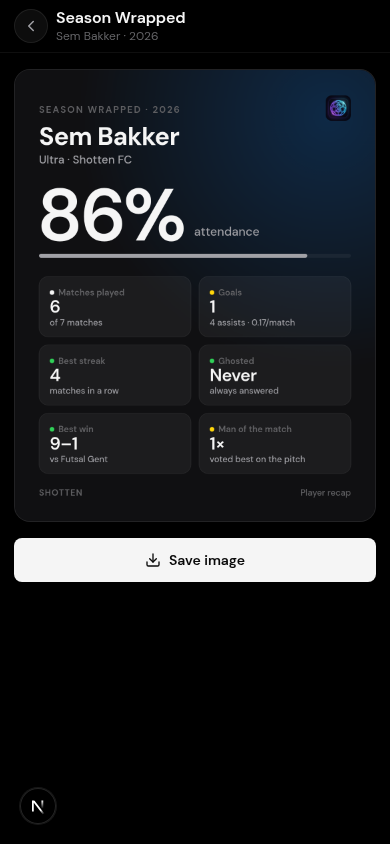 Season Wrapped
Sem Bakker · 2026
SEASON WRAPPED · 2026
Sem Bakker
Ultra · Shotten FC
86% attendance
Matches played
6
of 7 matches
Goals
1
4 assists · 0.17/match
Best streak
4
matches in a row
Ghosted
Never
always answered
Best win
9–1
vs Futsal Gent
Man of the match
1×
voted best on the pitch
SHOTTEN
Player recap
Save image
N